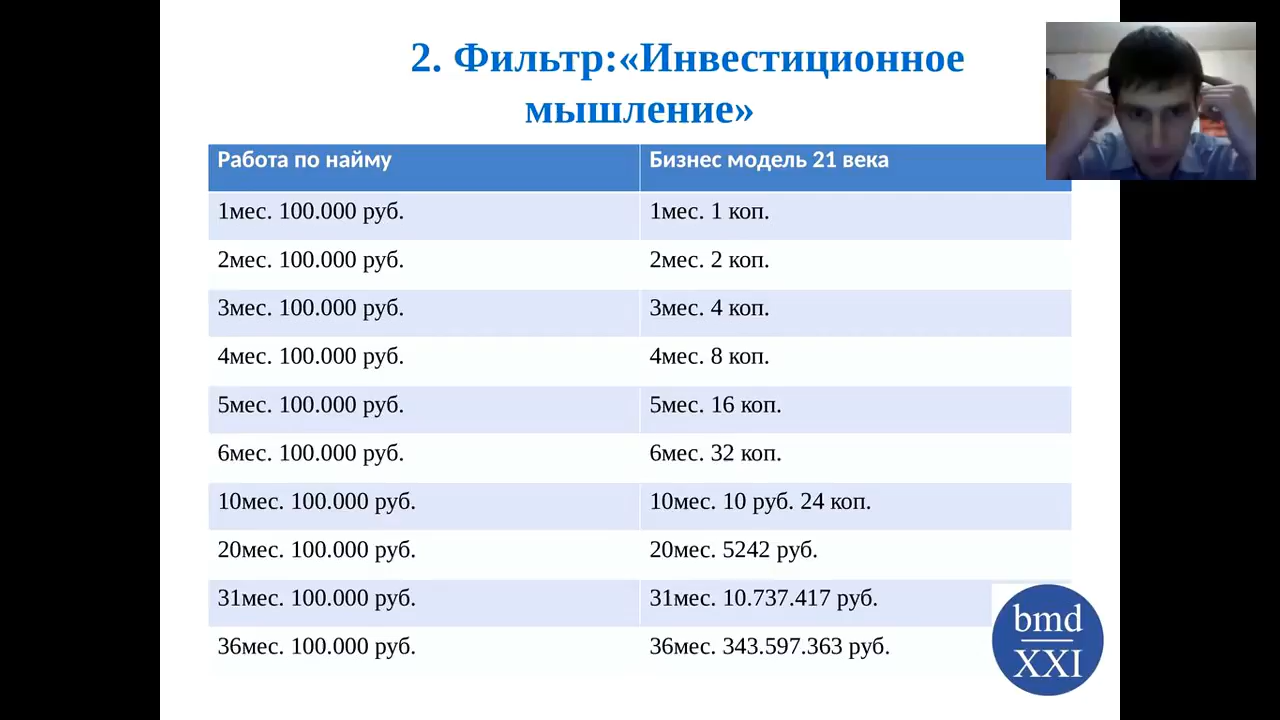 2. Фильтр:«Инвестиционное
мышление»
Работа по найму
Бизнес модель 21 века
1мес. 100.000 руб.
1мес. 1 коп.
2мес. 100.000 руб.
2мес. 2 коп.
3мес. 100.000 руб.
3мес. 4 коп.
4мес. 100.000 руб.
4мес. 8 коп.
5мес. 100.000 руб.
5мес. 16 коп.
6мес. 100.000 руб.
6мес. 32 коп.
10мес. 100.000 руб.
10мес. 10 руб. 24 коп.
20мес. 100.000 руб.
20мес. 5242 руб.
31мес. 100.000 руб.
31мес. 10.737.417 руб.
36мес. 100.000 руб.
36мес. 343.597.363 руб.
bmd
XXI